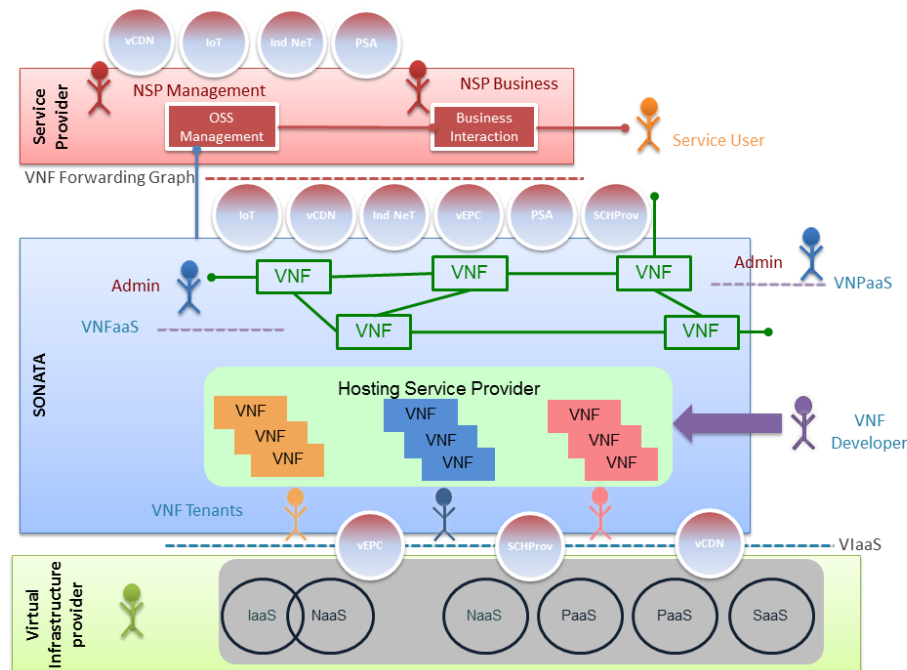 vCDN
IoT
Ind NeT
PSA
Service
Provider
NSP Management
NSP Business
OSS
Management
Business
Interaction
Service User
VNF Forwarding Graph
IoT
vCDN
Ind NeT
vEPC
PSA
SCHProv
SONATA
Admin
VNF
VNF
VNF
Admin
VNPaaS
VNFaaS
VNF
VNF
Hosting Service Provider
VNF
VNF
VNF
VNF
VNF
VNF
VNF
VNF
VNF
VNF
Developer
VNF Tenants
vEPC
SCHProv
vCDN
VIaaS
Virtual
Infrastructure
provider
IaaS
NaaS
NaaS
PaaS
PaaS
SaaS